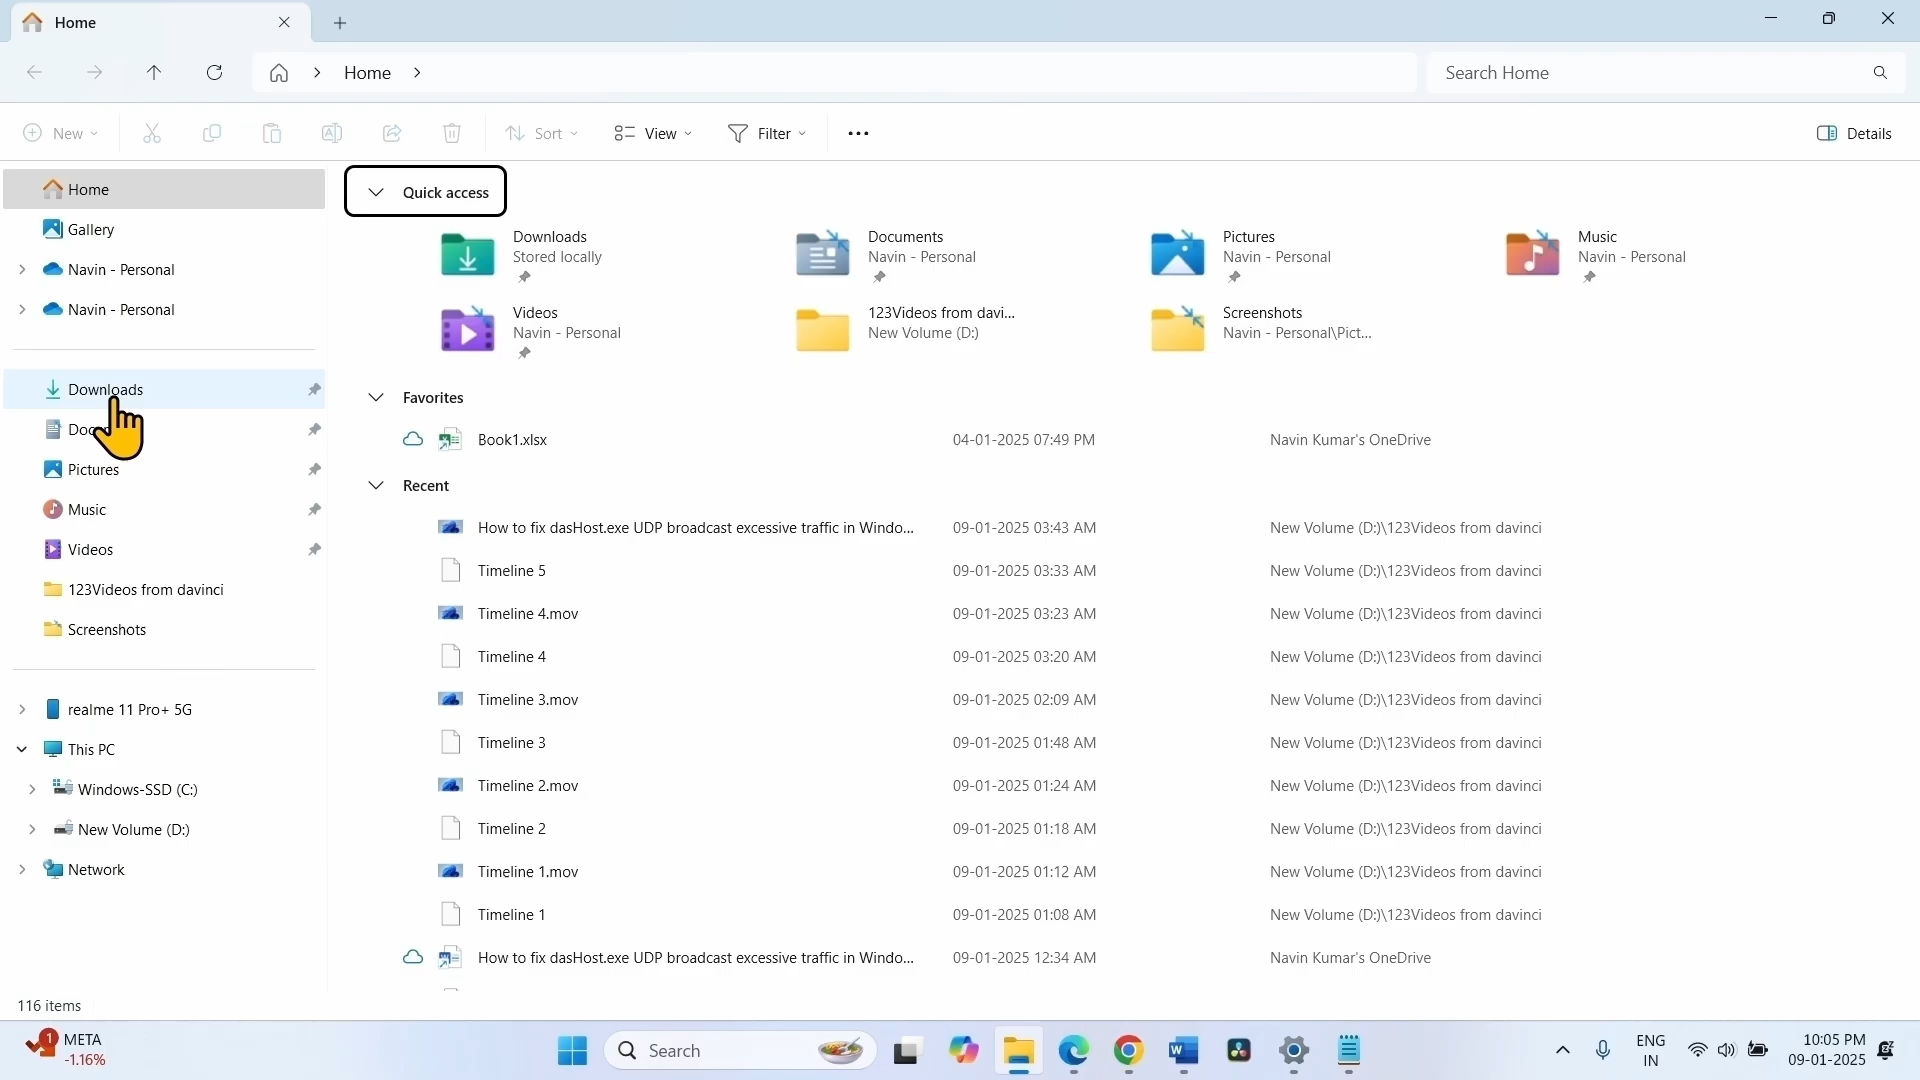 Home
Home
Search Home
New
Sort
View
Filter
Details
Home
Gallery
Navin - Personal
Navin - Personal
Downloads
Pictures
Music
Videos
123Videos from davinci
Screenshots
realme 11 Pro+ 5G
This PC
Windows-SSD (C:)
New Volume (D:)
Network
Quick access
Downloads
Stored locally
Documents
Navin - Personal
Pictures
Navin - Personal
Music
Navin - Personal
Videos
Navin - Personal
123Videos from davi...
New Volume (D:)
Screenshots
Navin - Personal\Pict...
Favorites
Book1.xlsx 04-01-2025 07:49 PM Navin Kumar's OneDrive
Recent
How to fix dasHost.exe UDP broadcast excessive traffic in Windo... 09-01-2025 03:43 AM New Volume (D:)\123Videos from davinci
Timeline 5 09-01-2025 03:33 AM New Volume (D:)\123Videos from davinci
Timeline 4.mov 09-01-2025 03:23 AM New Volume (D:)\123Videos from davinci
Timeline 4 09-01-2025 03:20 AM New Volume (D:)\123Videos from davinci
Timeline 3.mov 09-01-2025 02:09 AM New Volume (D:)\123Videos from davinci
Timeline 3 09-01-2025 01:48 AM New Volume (D:)\123Videos from davinci
Timeline 2.mov 09-01-2025 01:24 AM New Volume (D:)\123Videos from davinci
Timeline 2 09-01-2025 01:18 AM New Volume (D:)\123Videos from davinci
Timeline 1.mov 09-01-2025 01:12 AM New Volume (D:)\123Videos from davinci
Timeline 1 09-01-2025 01:08 AM New Volume (D:)\123Videos from davinci
How to fix dasHost.exe UDP broadcast excessive traffic in Windo... 09-01-2025 12:34 AM Navin Kumar's OneDrive
116 items
1
META
-1.16%
Search
ENG
IN
10:05 PM
09-01-2025